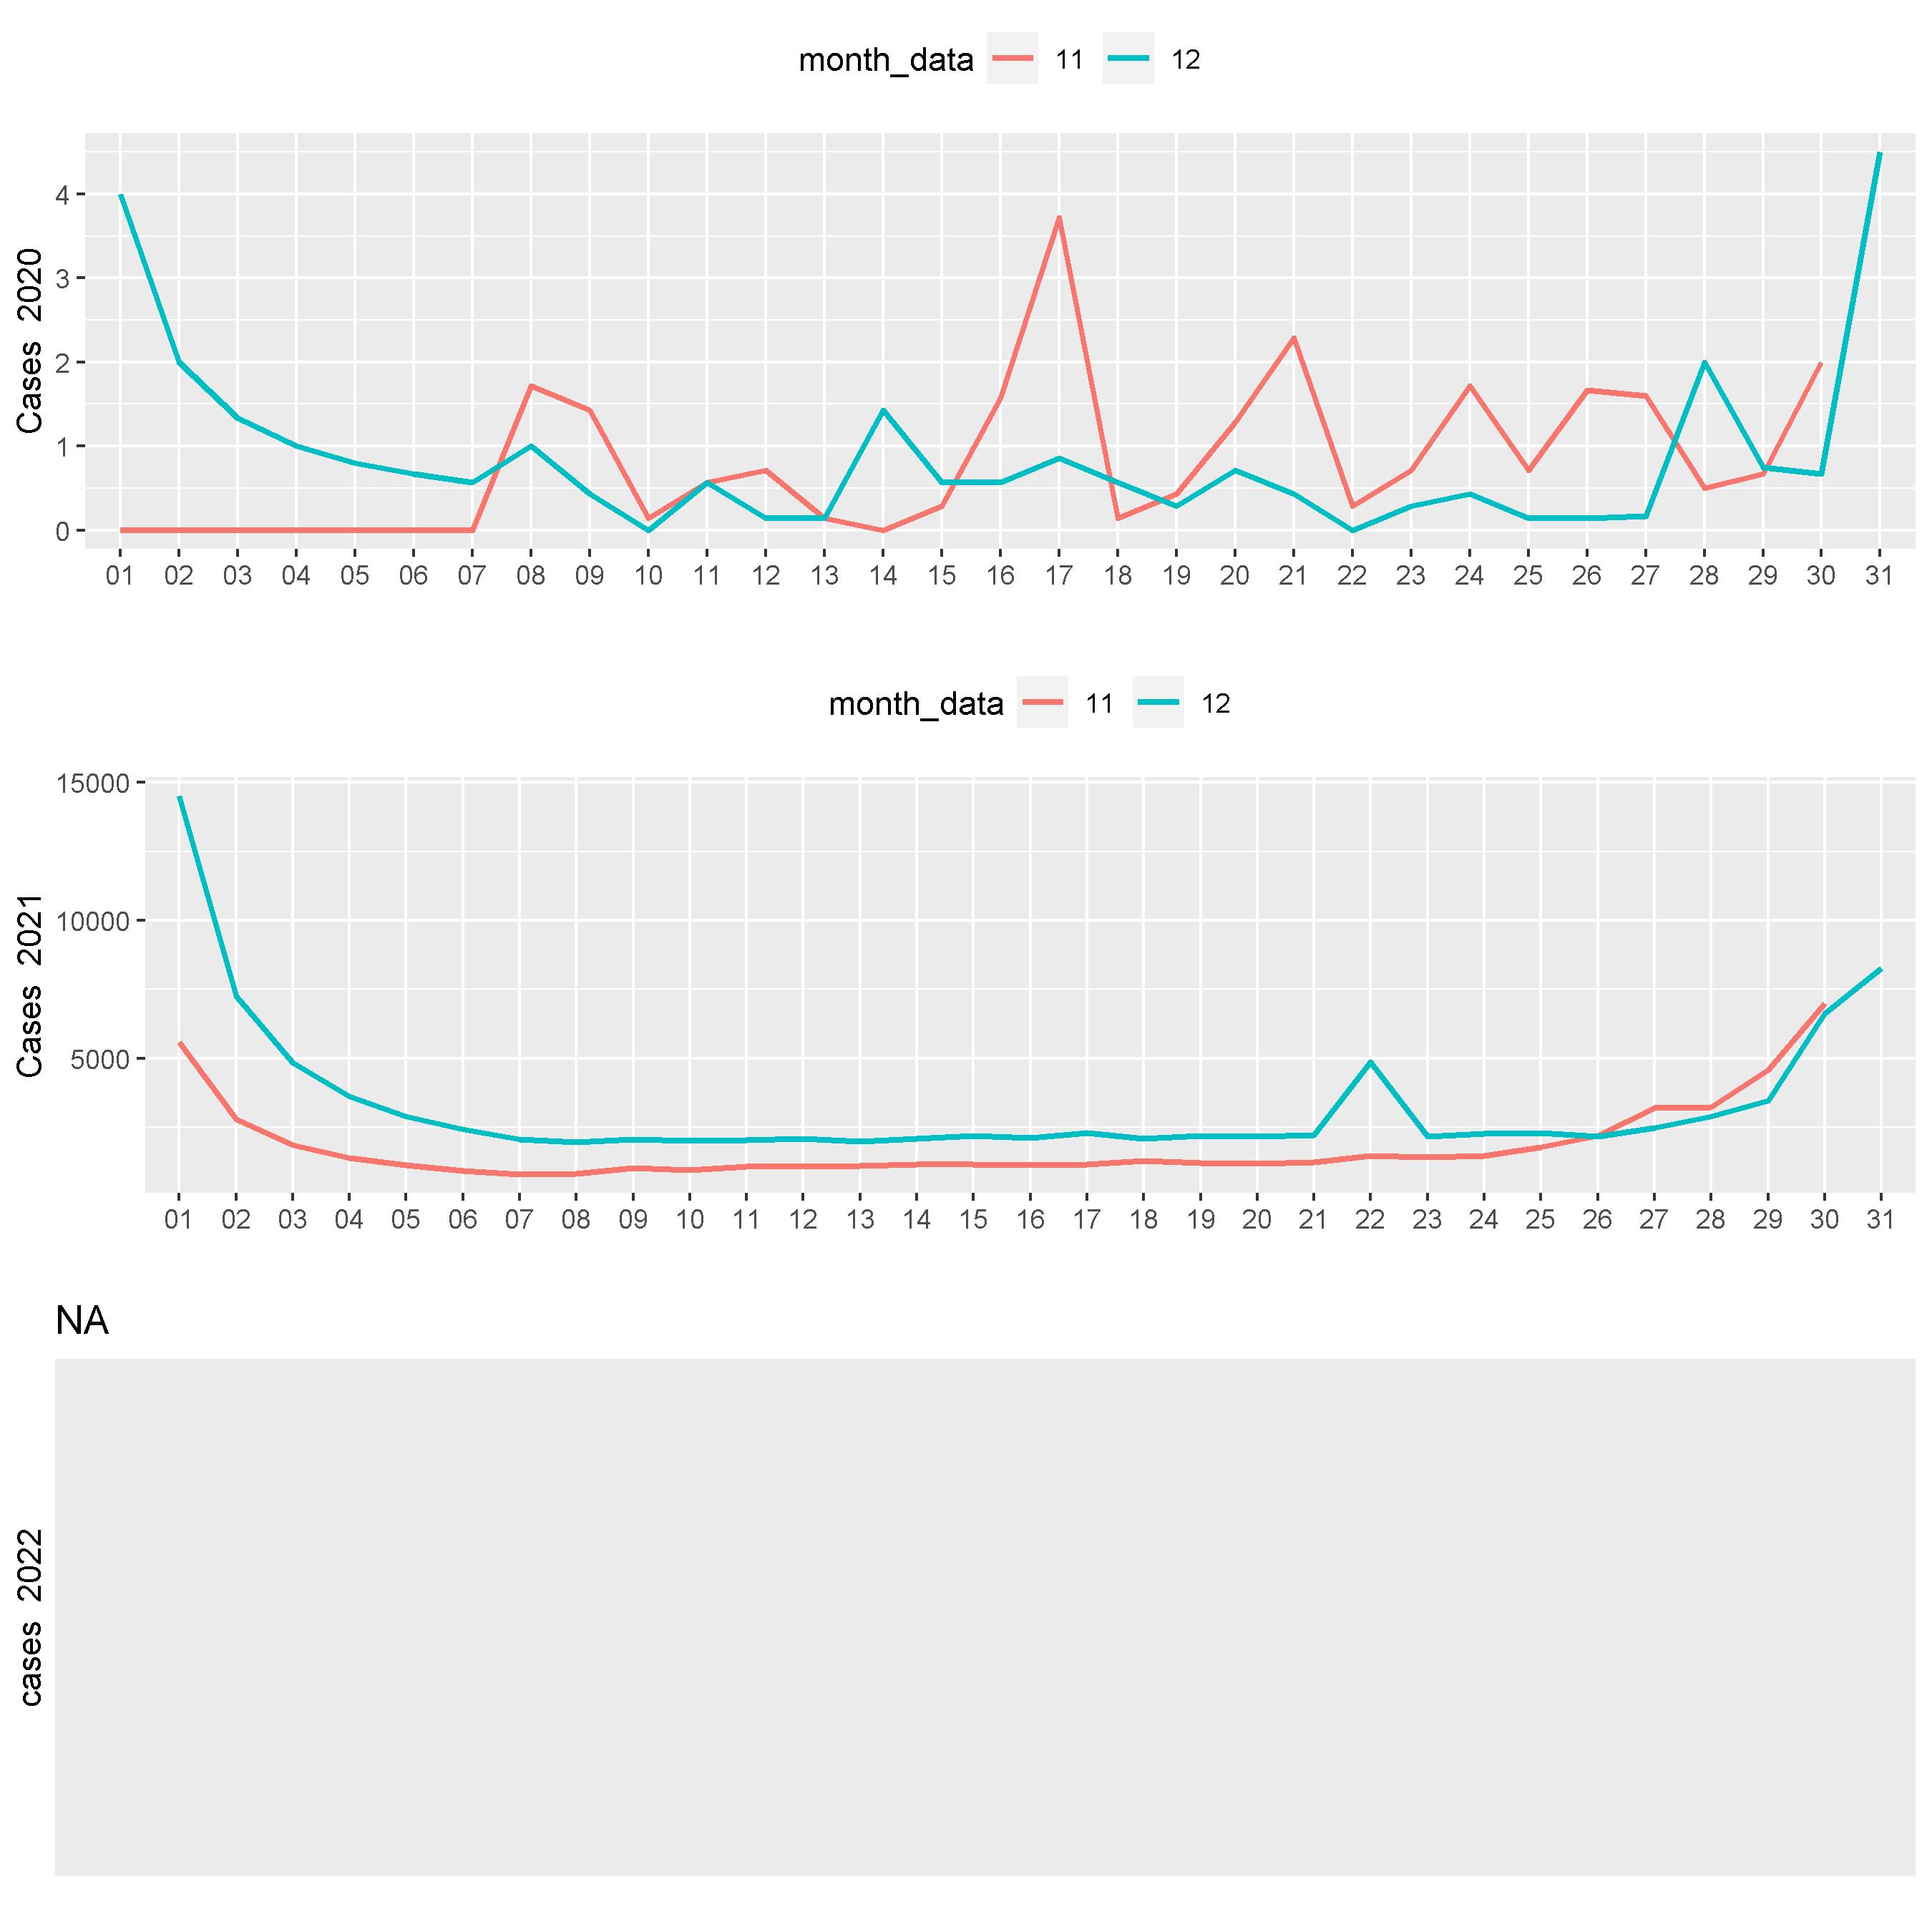 month_data 11 12
Cases 2020
4
3
2
1
0
01 02 03 04 05 06 07 08 09 10 11 12 13 14 15 16 17 18 19 20 21 22 23 24 25 26 27 28 29 30 31
month_data 11 12
Cases 2021
15000
10000
5000
01 02 03 04 05 06 07 08 09 10 11 12 13 14 15 16 17 18 19 20 21 22 23 24 25 26 27 28 29 30 31
NA
cases 2022